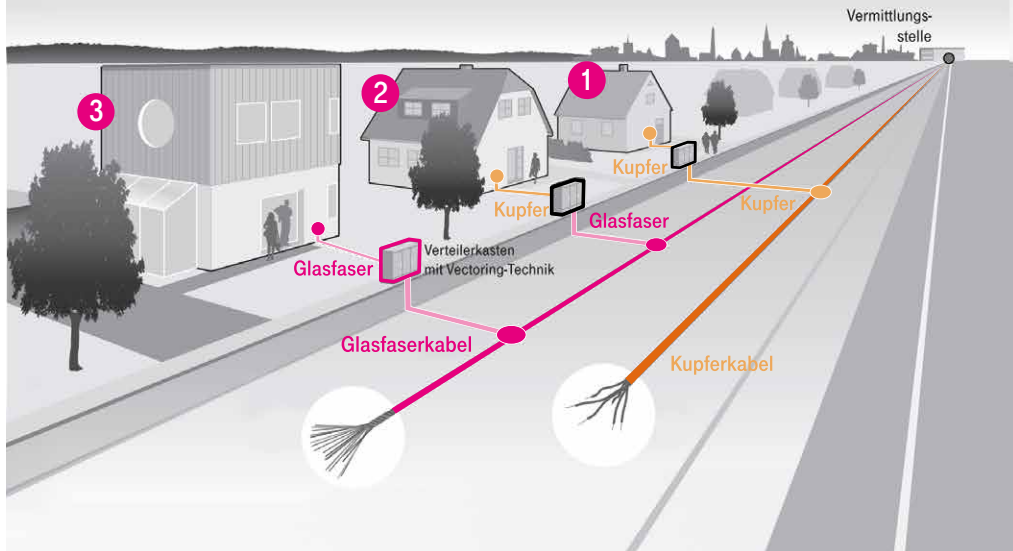 Vermittlungs-
stelle
1
2
3
Kupfer
Kupfer
Kupfer
Glasfaser
Verteilerkasten
mit Vectoring-Technik
Glasfaser
Glasfaserkabel
Kupferkabel